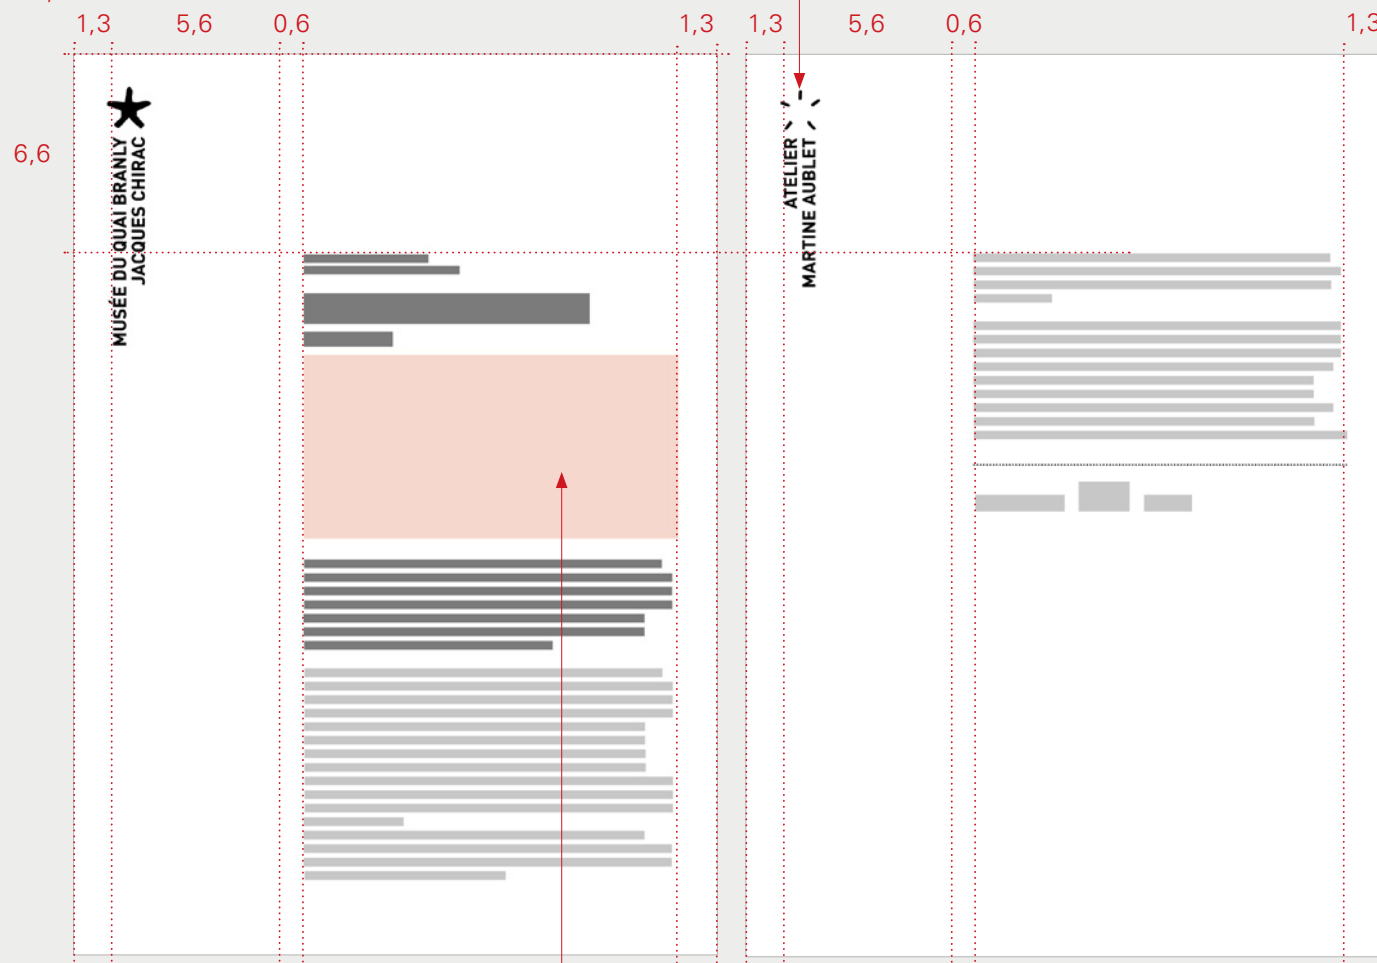 1,3 5,6 0,6 1,3 1,3 5,6 0,6 1,3
6,6
MUSÉE DU QUAI BRANLY
JACQUES CHIRAC
ATELIER
MARTINE AUBLET